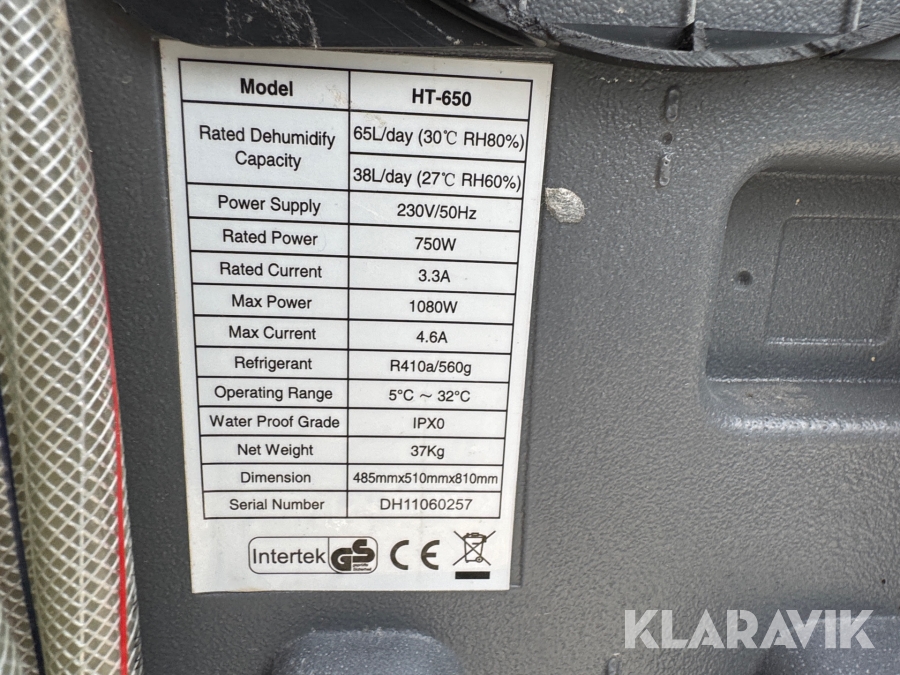 Model HT-650
Rated Dehumidify Capacity 65L/day (30℃ RH80%)
38L/day (27℃ RH60%)
Power Supply 230V/50Hz
Rated Power 750W
Rated Current 3.3A
Max Power 1080W
Max Current 4.6A
Refrigerant R410a/560g
Operating Range 5°C ~ 32°C
Water Proof Grade IPX0
Net Weight 37Kg
Dimension 485mmx510mmx810mm
Serial Number DH11060257
Intertek GS CE
KLARAVIK